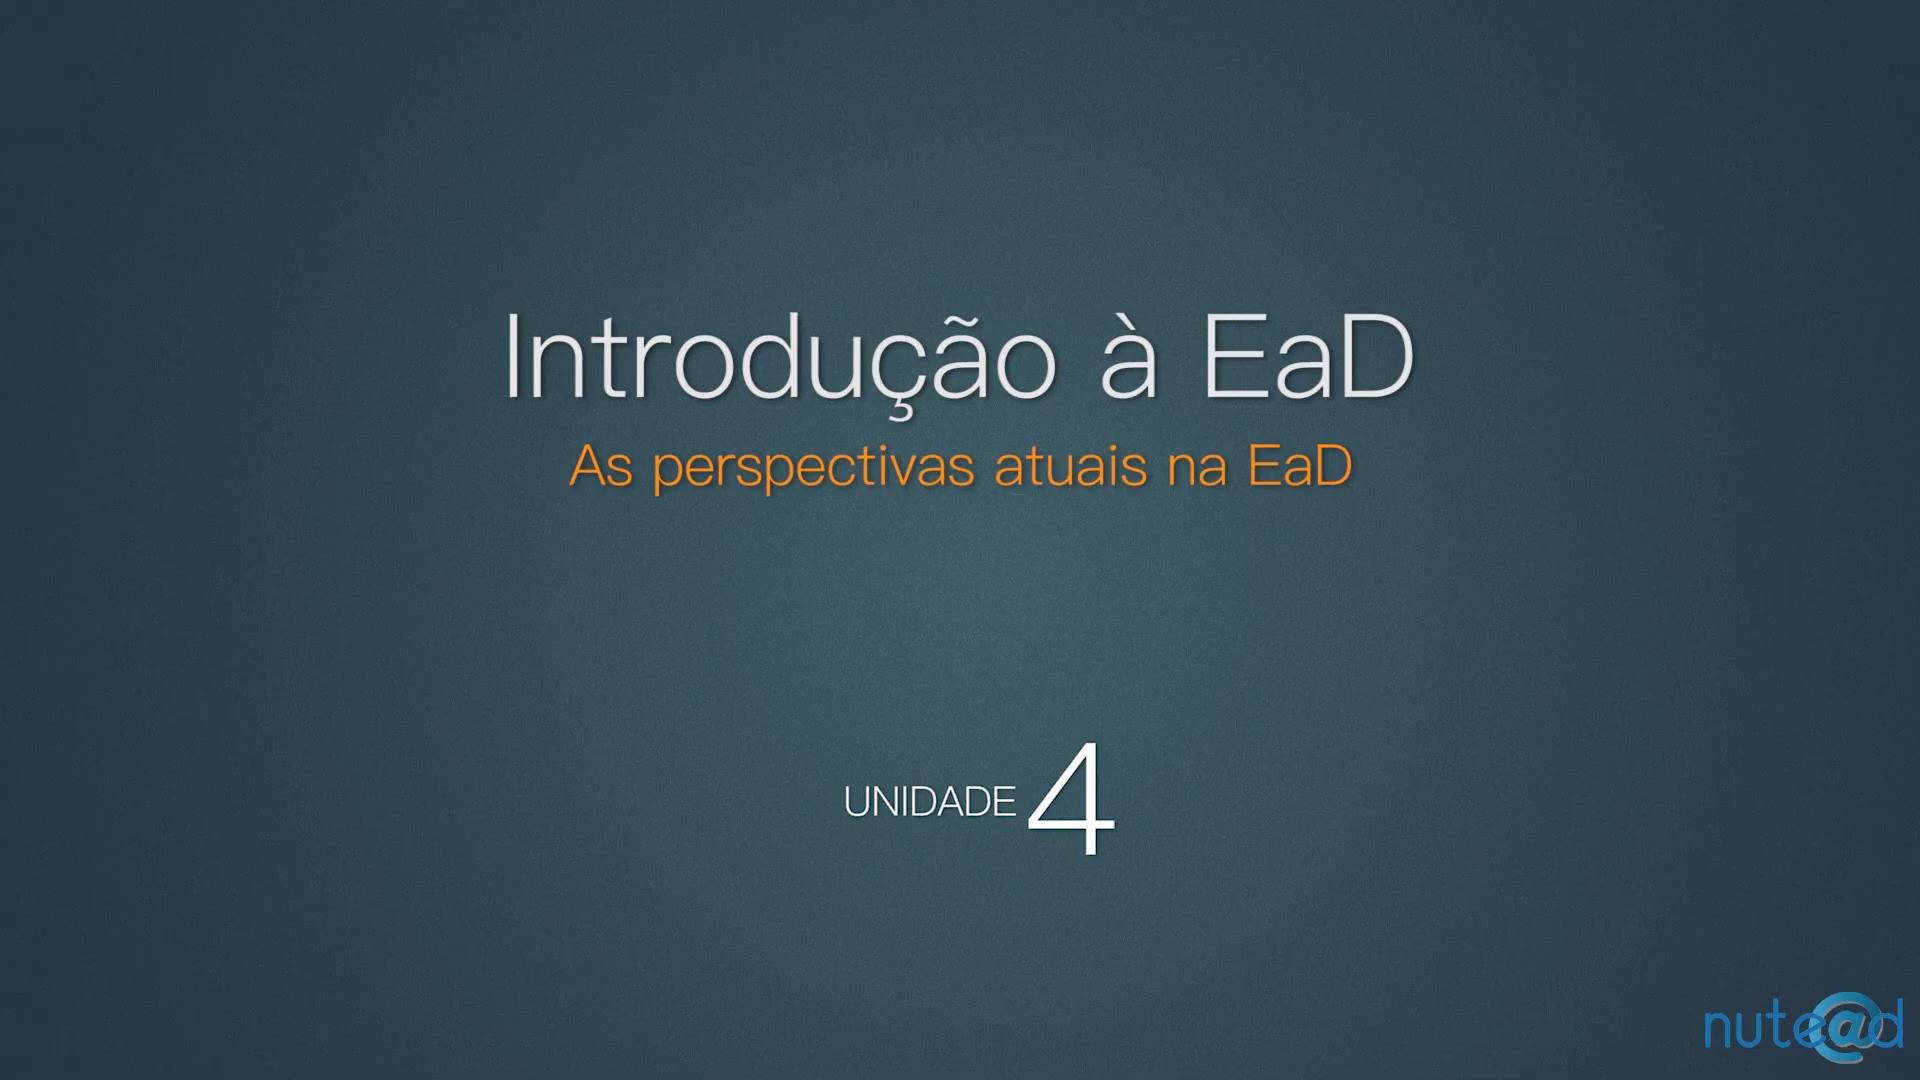 Introdução à EaD
As perspectivas atuais na EaD
UNIDADE 4
nute@d